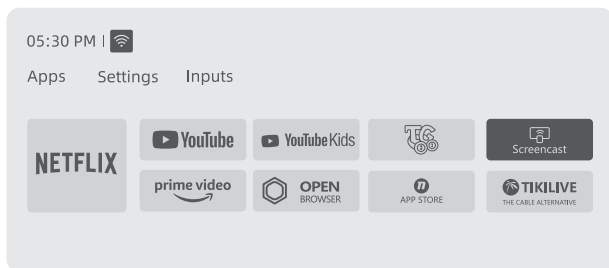 05:30 PM |
Apps Settings Inputs
NETFLIX
YouTube
YouTube Kids
TG
Screencast
prime video
OPEN
BROWSER
APP STORE
TIKILIVE
THE CABLE ALTERNATIVE